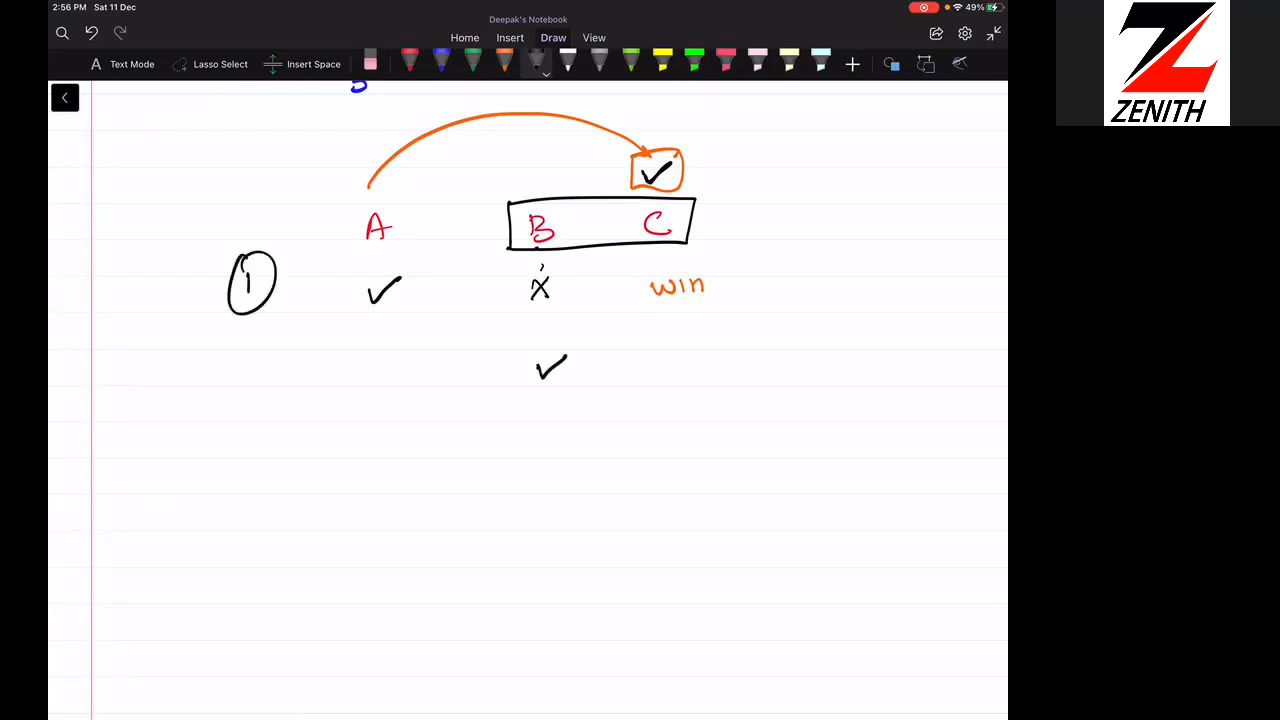 2:56 PM Sat 11 Dec
49%
Deepak's Notebook
Home Insert Draw View
A Text Mode Lasso Select Insert Space
ZENITH
✓
A B C
1 ✓ x win
✓